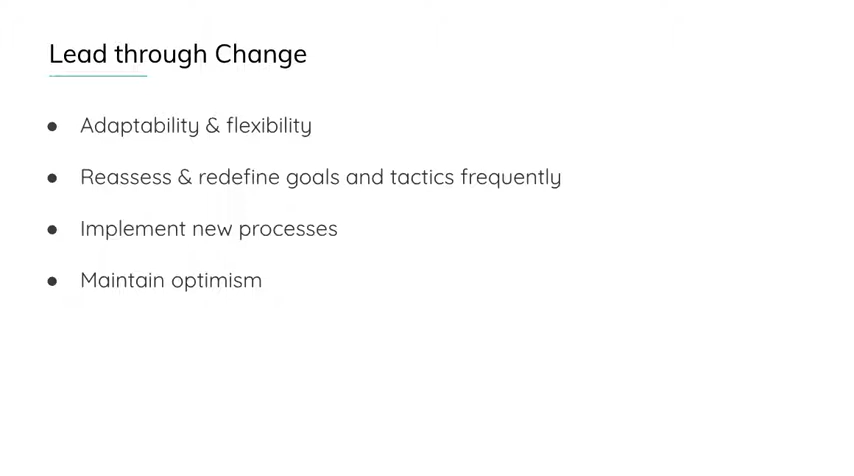 Lead through Change
● Adaptability & flexibility
● Reassess & redefine goals and tactics frequently
● Implement new processes
● Maintain optimism